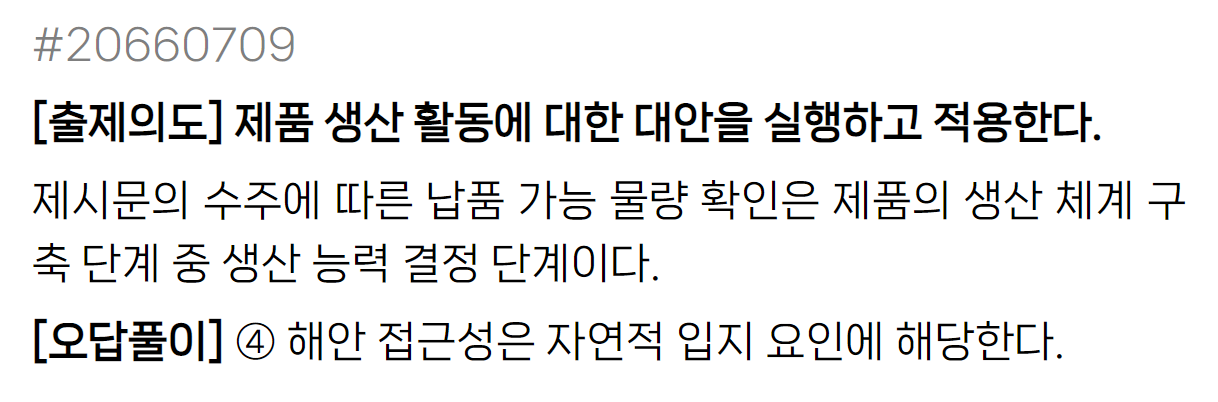 #20660709
[출제의도] 제품 생산 활동에 대한 대안을 실행하고 적용한다.
제시문의 수주에 따른 납품 가능 물량 확인은 제품의 생산 체계 구
축 단계 중 생산 능력 결정 단계이다.
[오답풀이] ④ 해안 접근성은 자연적 입지 요인에 해당한다.